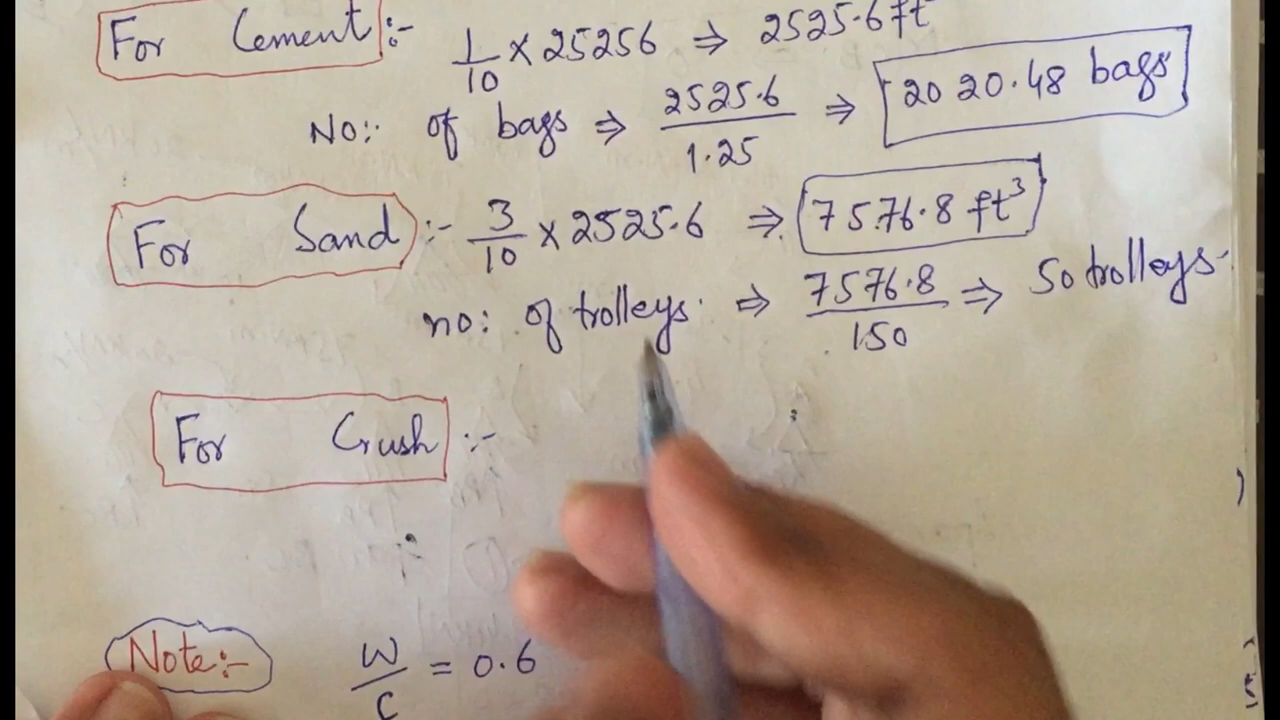 For Cement :- 1/10 × 25256 ⇒ 2525.6 ft
No:. of bags ⇒ 2525.6/1.25 ⇒ 2020.48 bags
For Sand :- 3/10 × 2525.6 ⇒ 7576.8 ft³
no: of trolleys ⇒ 7576.8/150 ⇒ 50 trolleys.
For Crush :-
Note:- W/C = 0.6